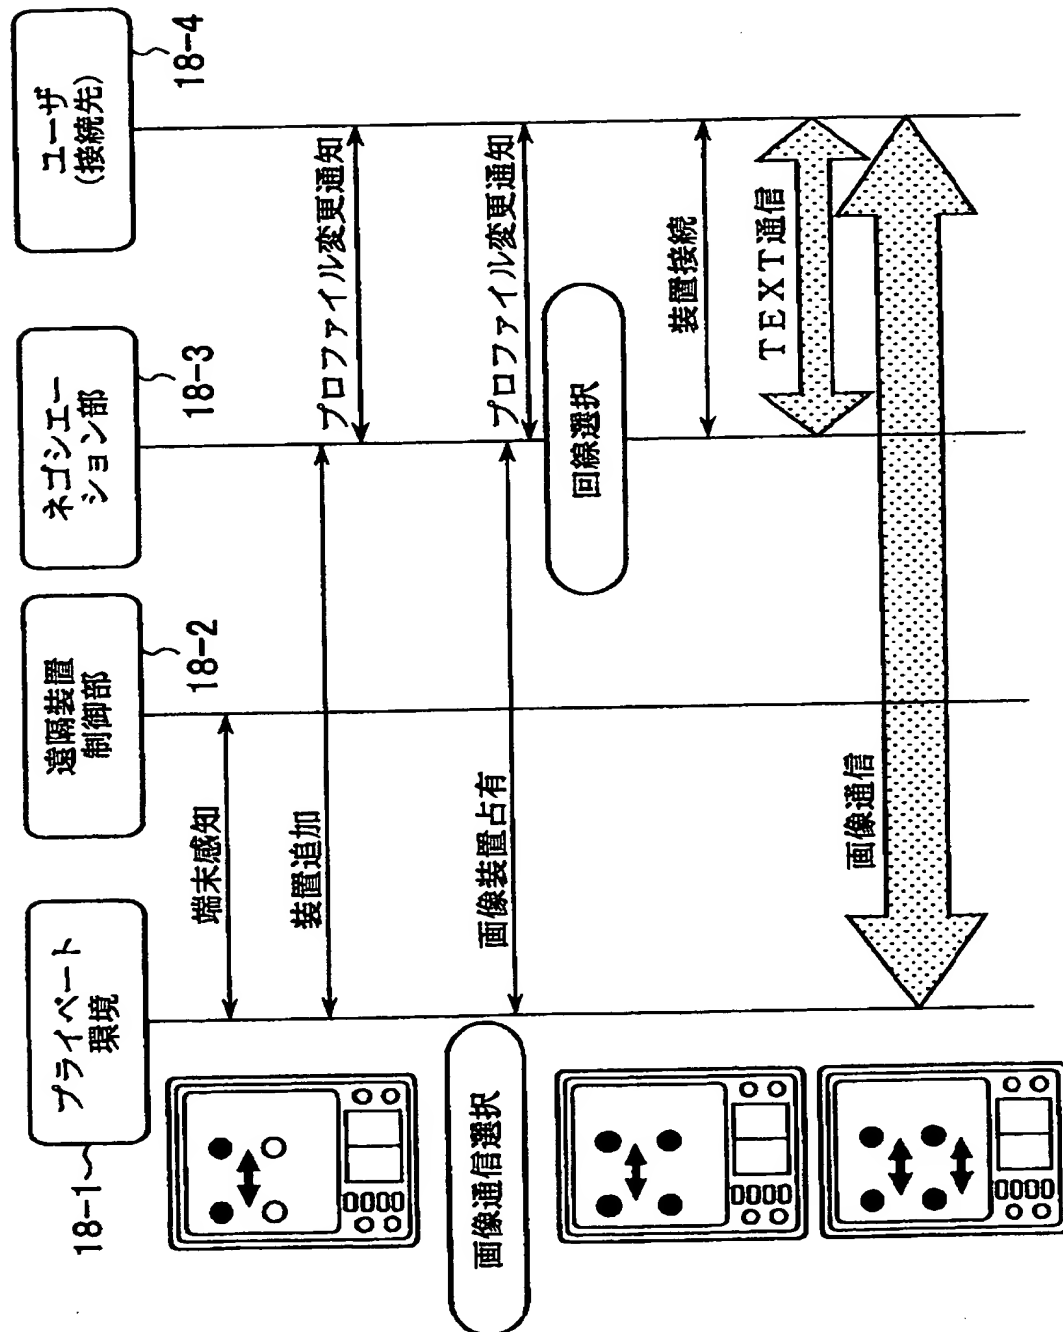 18-1
プライベート
環境
遠隔装置
制御部
18-2
ネゴシエー
ション部
18-3
ユーザ
(接続先)
18-4
端末感知
装置追加
プロファイル変更通知
画像通信選択
画像装置占有
プロファイル変更通知
回線選択
装置接続
TEXT通信
画像通信